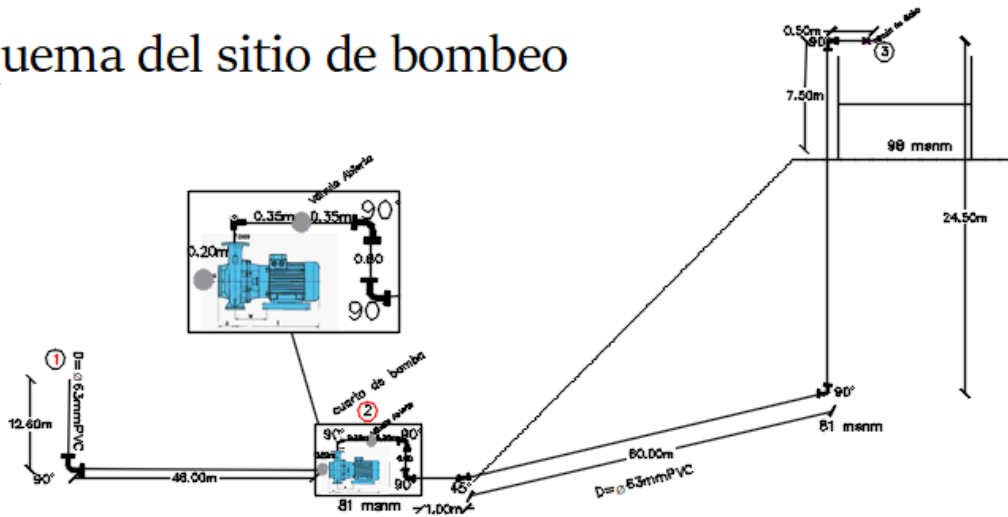 uema del sitio de bombeo
0.50m
90°
3
7.50m
98 msnm
24.50m
Válvula Abierta
0.35m
0.35m
90°
0.20m
0.80
90
1
D=ø63mmPVC
12.60m
90°
46.00m
cuarto de bomba
2
90°
90°
90°
81 msnm
1.00m
45°
60.00m
D=ø63mmPVC
90°
81 msnm